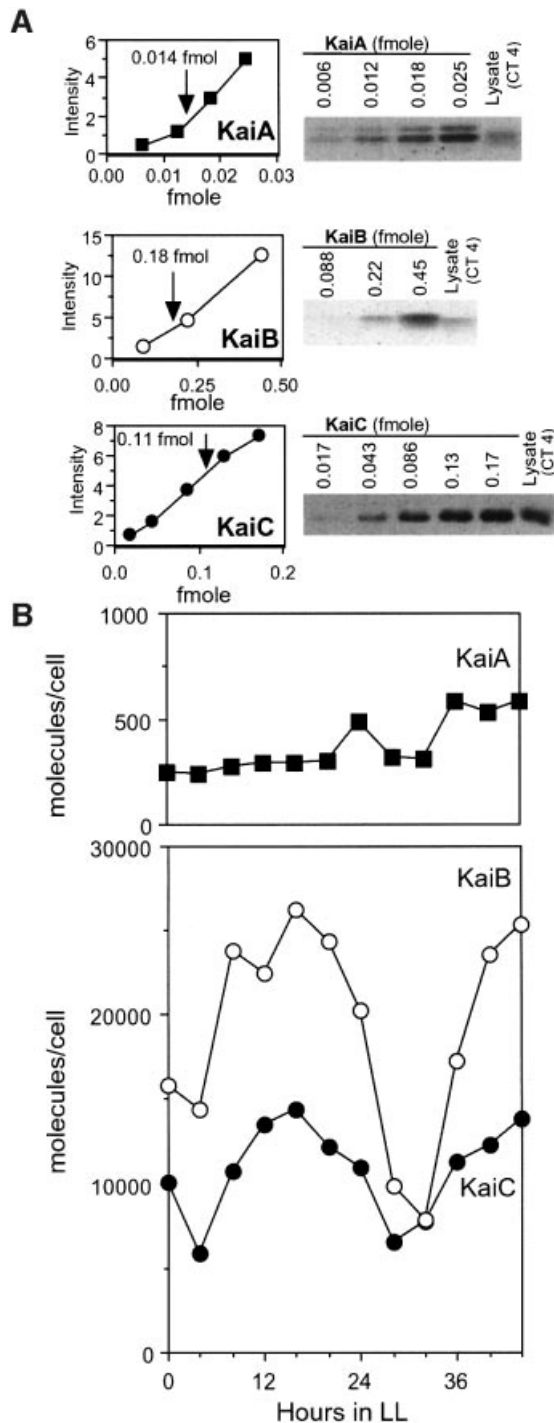 A
0.014 fmol
KaiA (fmole)
0.006 0.012 0.018 0.025 Lysate (CT 4)
Intensity
6
4
2
0
KaiA
0.00 0.01 0.02 0.03
fmole
KaiB (fmole)
0.088 0.22 0.45 Lysate (CT 4)
0.18 fmol
Intensity
15
10
5
0
KaiB
0.00 0.25 0.50
fmole
KaiC (fmole)
0.017 0.043 0.086 0.13 0.17 Lysate (CT 4)
0.11 fmol
Intensity
8
6
4
2
0
KaiC
0.0 0.1 0.2
fmole
B
1000
500
0
molecules/cell
KaiA
30000
20000
10000
0
molecules/cell
KaiB
KaiC
0 12 24 36
Hours in LL